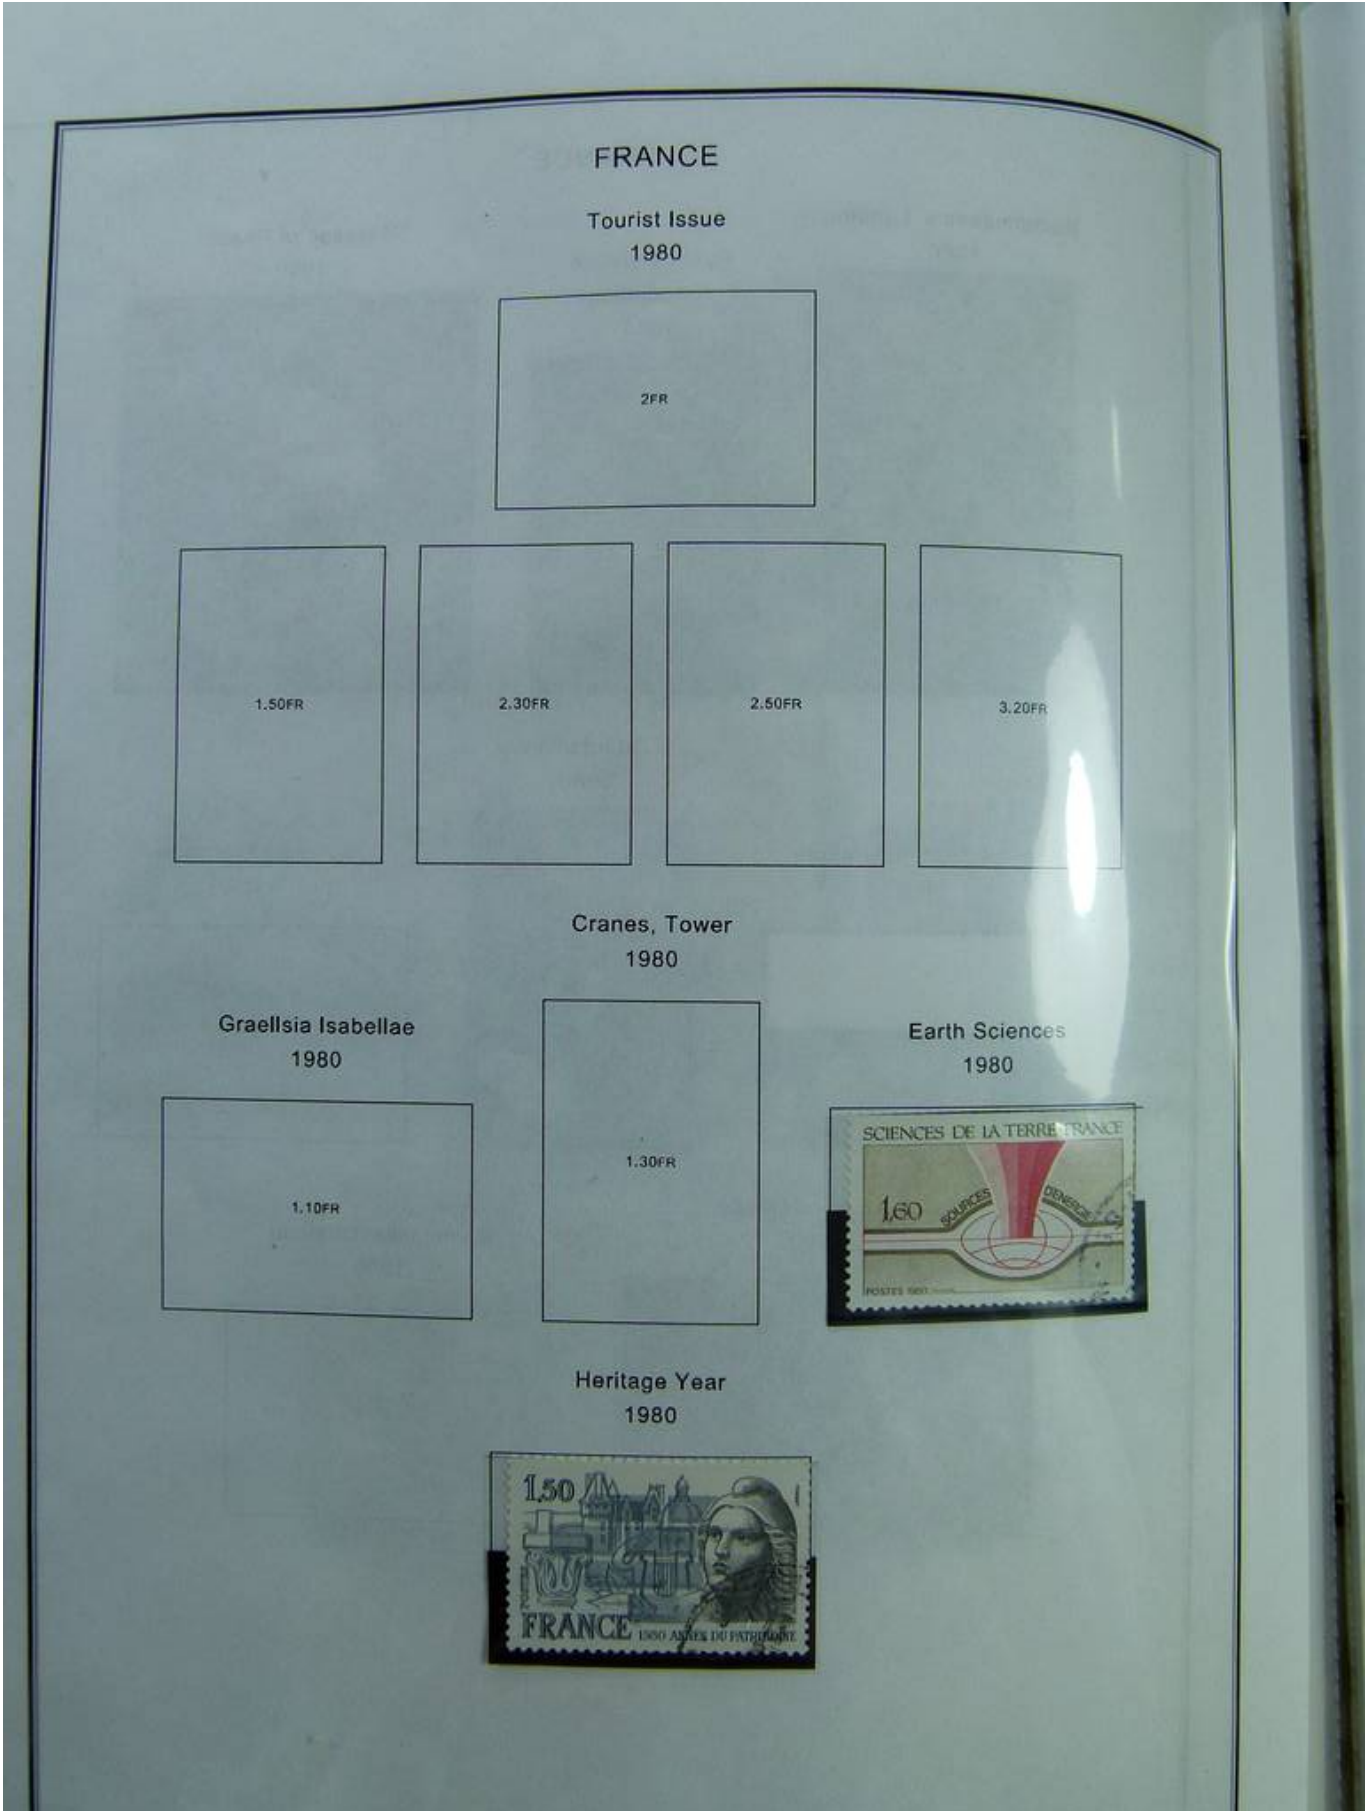 FRANCE
Tourist Issue
1980
2FR
1.50FR
2.30FR
2.50FR
3.20FR
Cranes, Tower
1980
Graellsia Isabellae
1980
1.10FR
1.30FR
Earth Sciences
1980
SCIENCES DE LA TERRE FRANCE
1,60
SOURCES D'ENERGIE
POSTES 1980
Heritage Year
1980
1,50
POSTES
FRANCE 1980 ANNEE DU PATRIMOINE